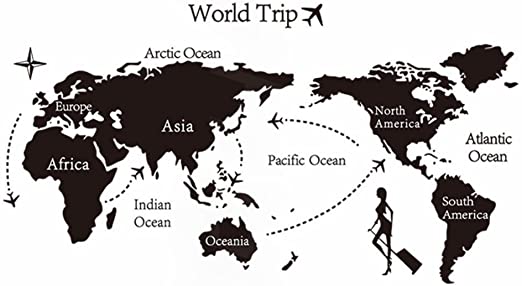 World Trip
Arctic Ocean
Europe
Asia
Africa
Indian
Ocean
Pacific Ocean
Oceania
North
America
Atlantic
Ocean
South
America